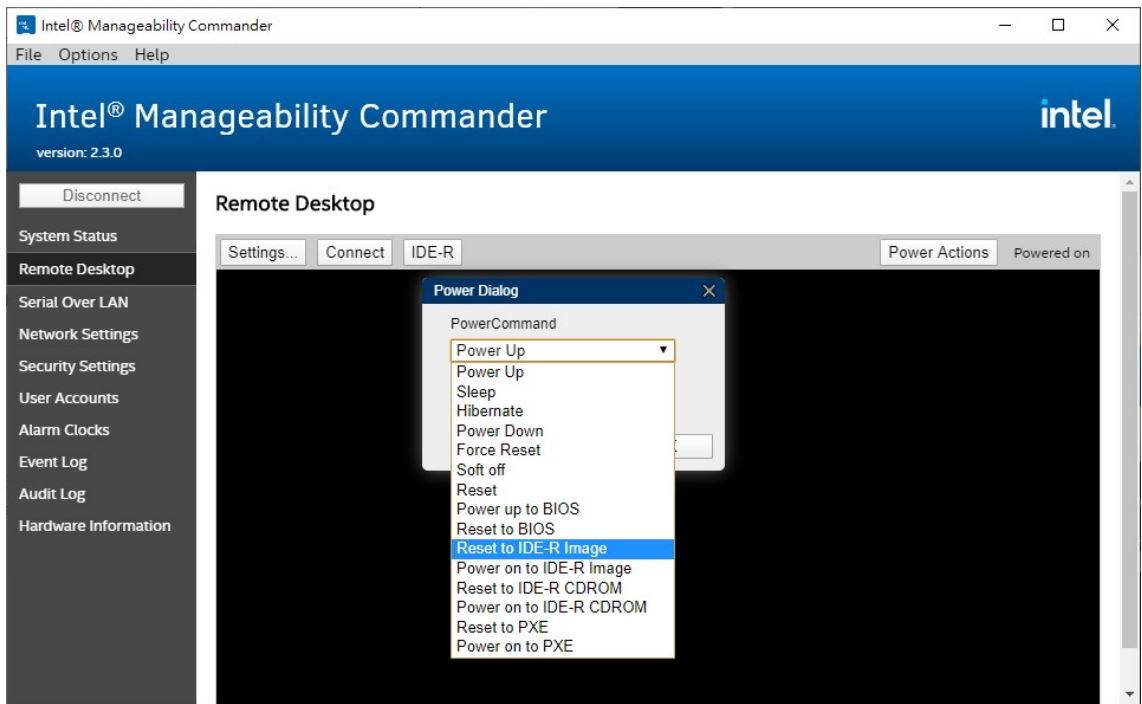 Intel® Manageability Commander
File Options Help
Intel® Manageability Commander
intel.
version: 2.3.0
Disconnect
System Status
Remote Desktop
Serial Over LAN
Network Settings
Security Settings
User Accounts
Alarm Clocks
Event Log
Audit Log
Hardware Information
Remote Desktop
Settings... Connect IDE-R Power Actions Powered on
Power Dialog
PowerCommand
Power Up
Power Up
Sleep
Hibernate
Power Down
Force Reset
Soft off
Reset
Power up to BIOS
Reset to BIOS
Reset to IDE-R Image
Power on to IDE-R Image
Reset to IDE-R CDROM
Power on to IDE-R CDROM
Reset to PXE
Power on to PXE